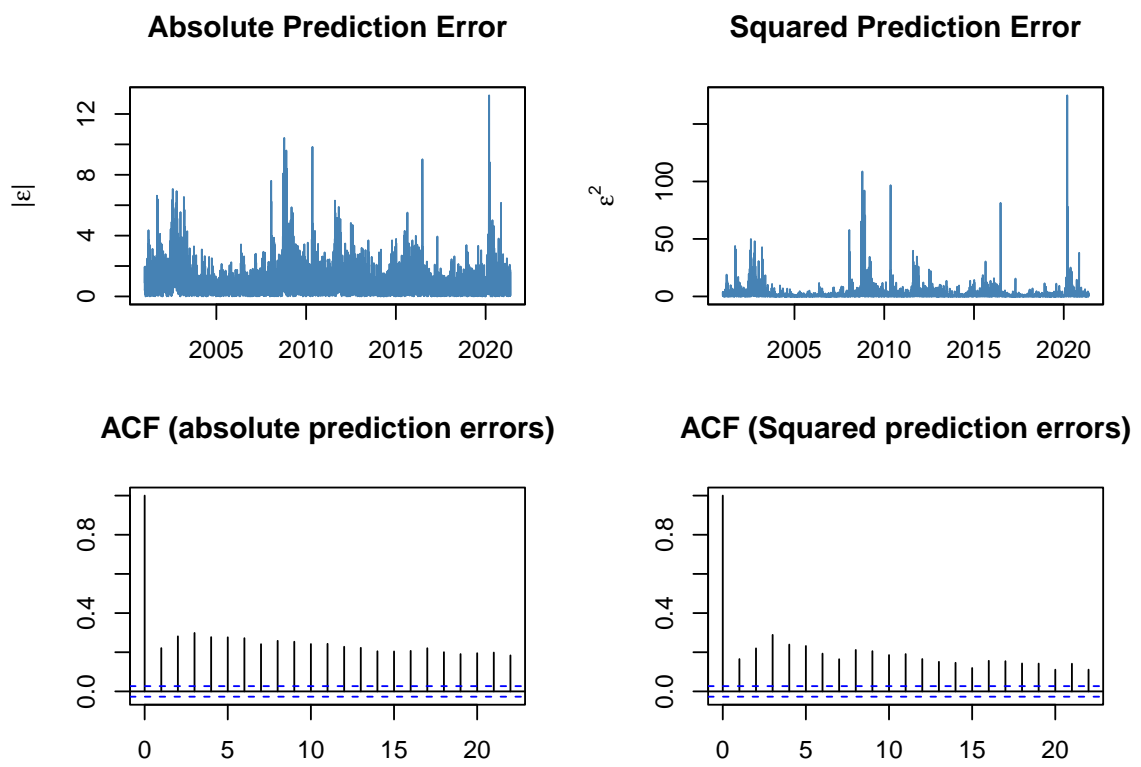 Absolute Prediction Error
|ε|
12
8
4
0
2005 2010 2015 2020
Squared Prediction Error
ε²
100
50
0
2005 2010 2015 2020
ACF (absolute prediction errors)
0.8
0.4
0.0
0 5 10 15 20
ACF (Squared prediction errors)
0.8
0.4
0.0
0 5 10 15 20